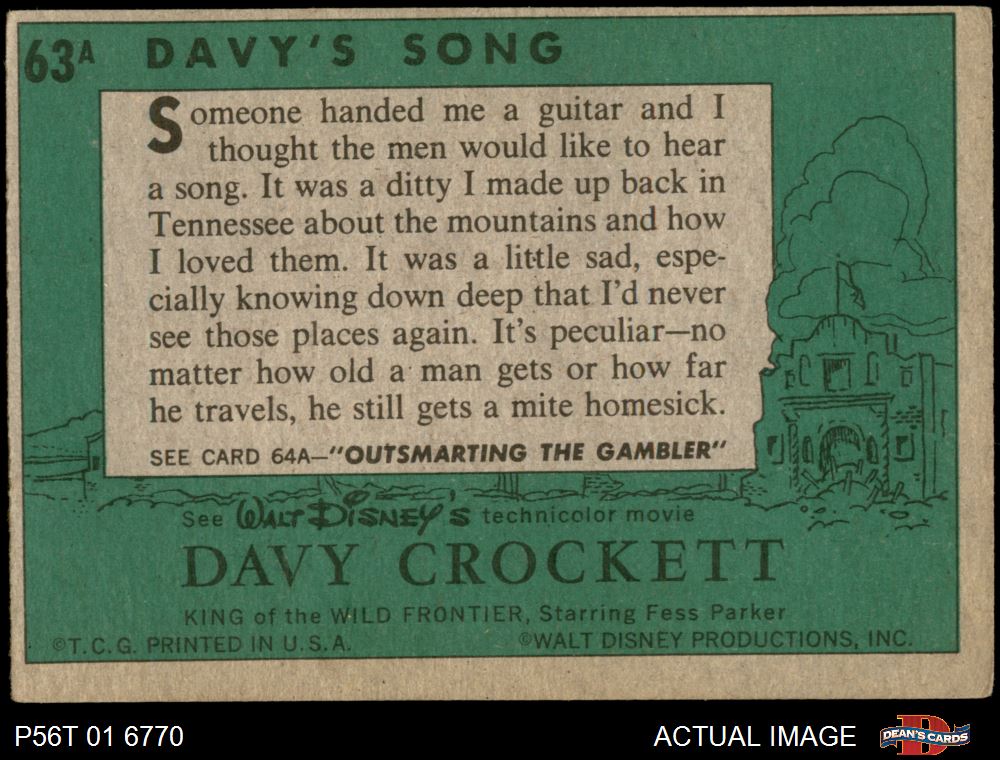 63A DAVY'S SONG
Someone handed me a guitar and I
thought the men would like to hear
a song. It was a ditty I made up back in
Tennessee about the mountains and how
I loved them. It was a little sad, espe-
cially knowing down deep that I'd never
see those places again. It's peculiar—no
matter how old a man gets or how far
he travels, he still gets a mite homesick.
SEE CARD 64A—"OUTSMARTING THE GAMBLER"
See WALT DISNEY'S technicolor movie
DAVY CROCKETT
KING of the WILD FRONTIER, Starring Fess Parker
©T.C.G. PRINTED IN U.S.A. ©WALT DISNEY PRODUCTIONS, INC.
P56T 01 6770 ACTUAL IMAGE DEAN'S CARDS